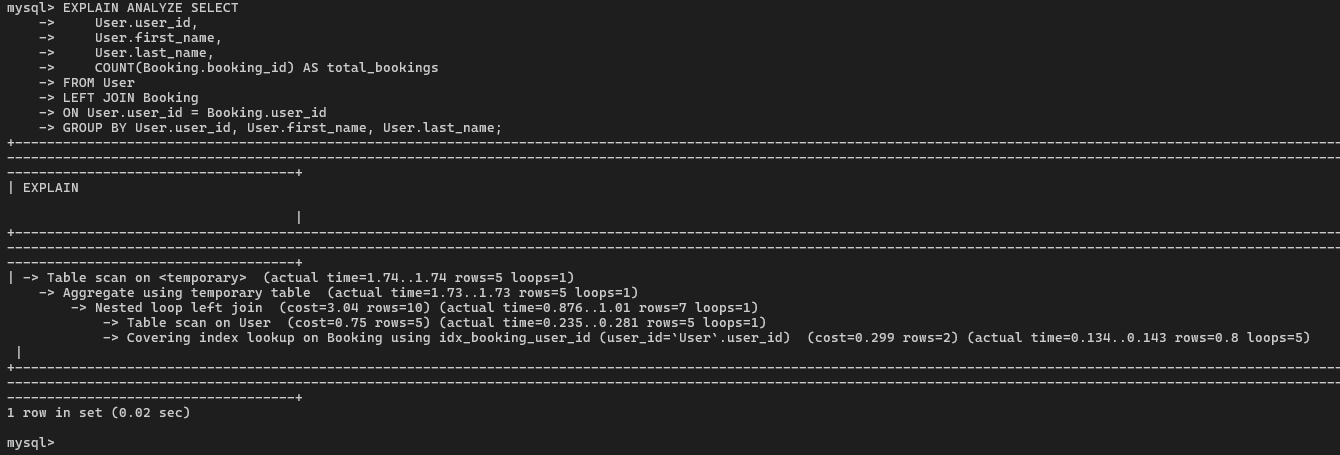 mysql> EXPLAIN ANALYZE SELECT
    ->     User.user_id,
    ->     User.first_name,
    ->     User.last_name,
    ->     COUNT(Booking.booking_id) AS total_bookings
    -> FROM User
    -> LEFT JOIN Booking
    -> ON User.user_id = Booking.user_id
    -> GROUP BY User.user_id, User.first_name, User.last_name;
| EXPLAIN
|
| -> Table scan on <temporary>  (actual time=1.74..1.74 rows=5 loops=1)
    -> Aggregate using temporary table  (actual time=1.73..1.73 rows=5 loops=1)
        -> Nested loop left join  (cost=3.04 rows=10) (actual time=0.876..1.01 rows=7 loops=1)
            -> Table scan on User  (cost=0.75 rows=5) (actual time=0.235..0.281 rows=5 loops=1)
            -> Covering index lookup on Booking using idx_booking_user_id (user_id=`User`.user_id)  (cost=0.299 rows=2) (actual time=0.134..0.143 rows=0.8 loops=5)
 |
1 row in set (0.02 sec)
mysql>